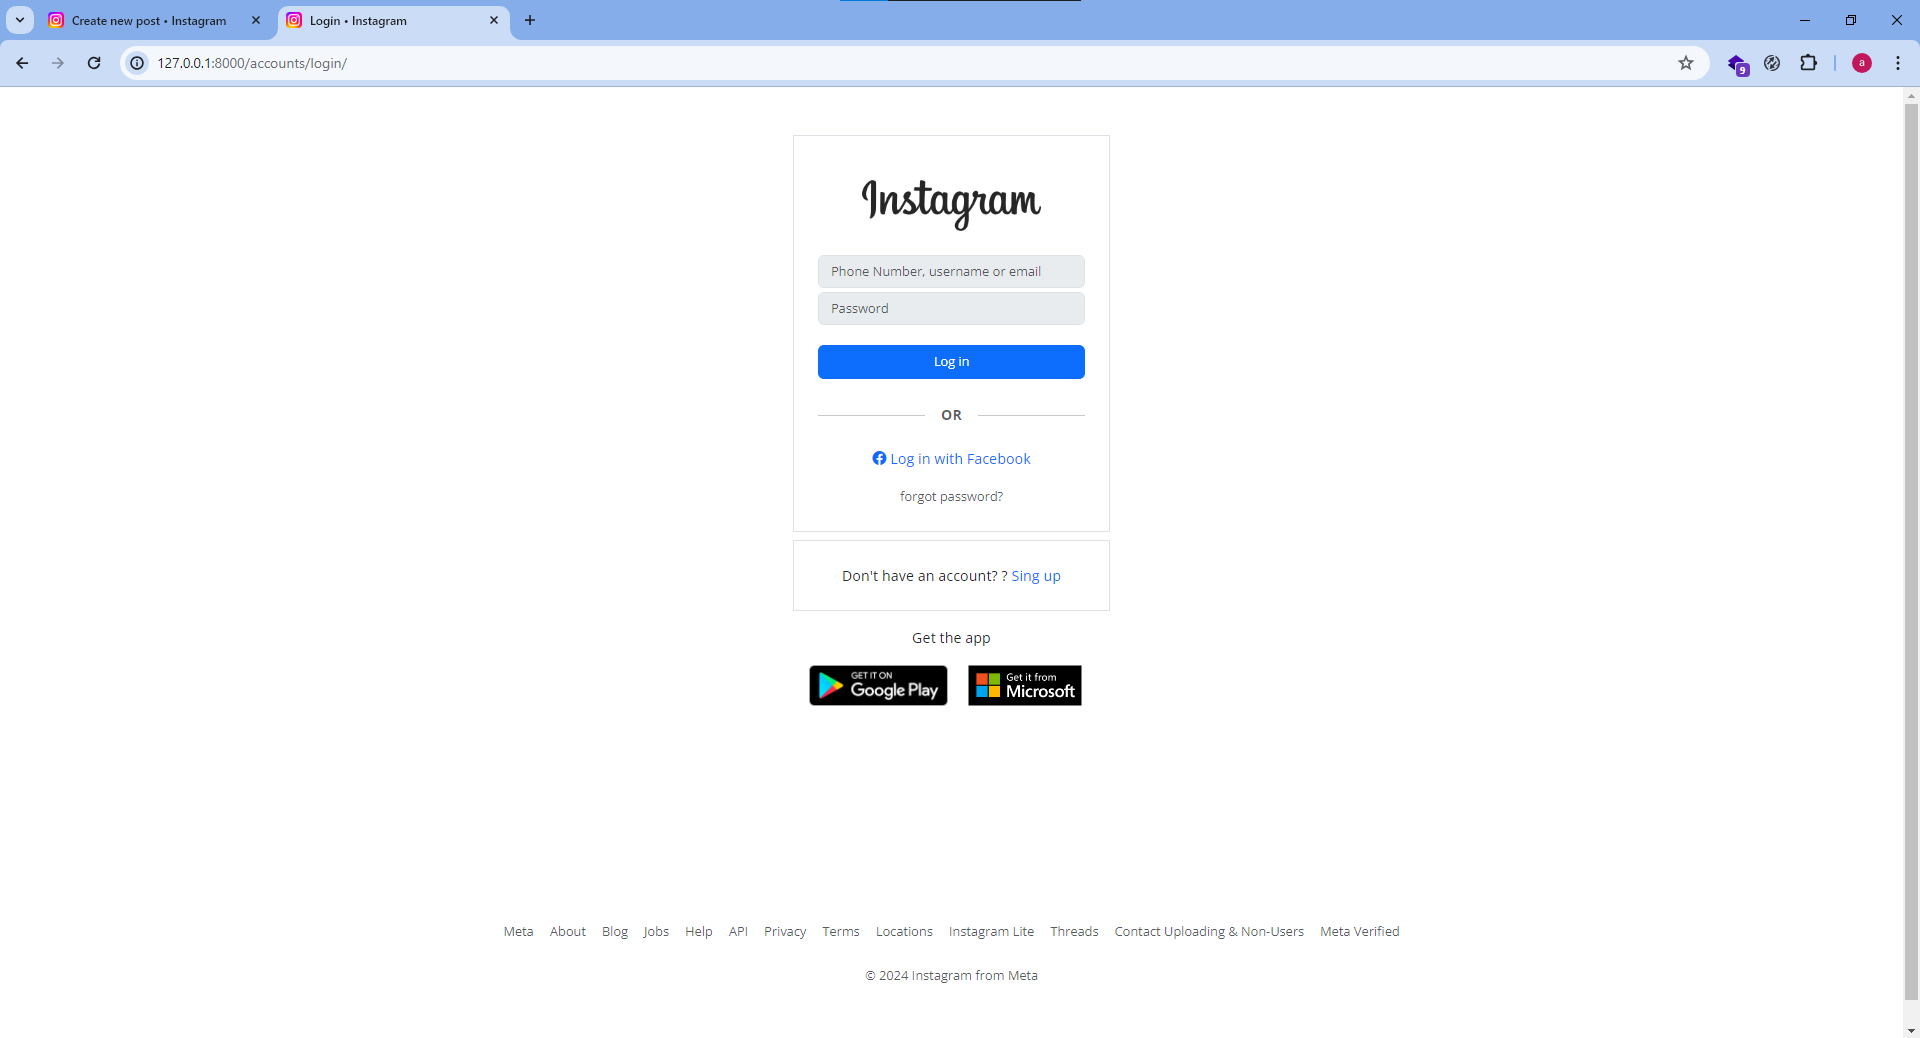 Create new post • Instagram
Login • Instagram
127.0.0.1:8000/accounts/login/
9
a
Instagram
Phone Number, username or email
Password
Log in
OR
Log in with Facebook
forgot password?
Don't have an account? ? Sing up
Get the app
GET IT ON
Google Play
Get it from
Microsoft
Meta About Blog Jobs Help API Privacy Terms Locations Instagram Lite Threads Contact Uploading & Non-Users Meta Verified
© 2024 Instagram from Meta